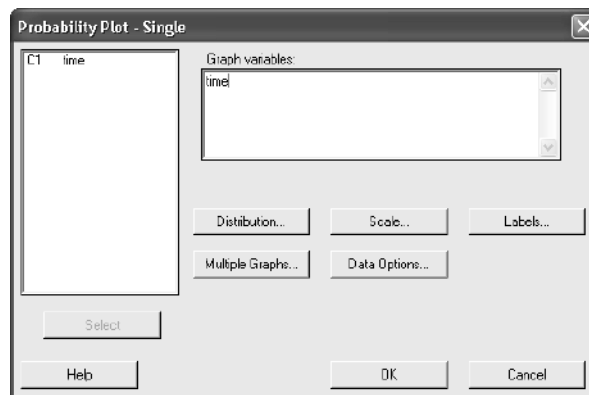 Probability Plot - Single
C1 time
Graph variables:
time
Distribution...
Scale...
Labels...
Multiple Graphs...
Data Options...
Select
Help
OK
Cancel